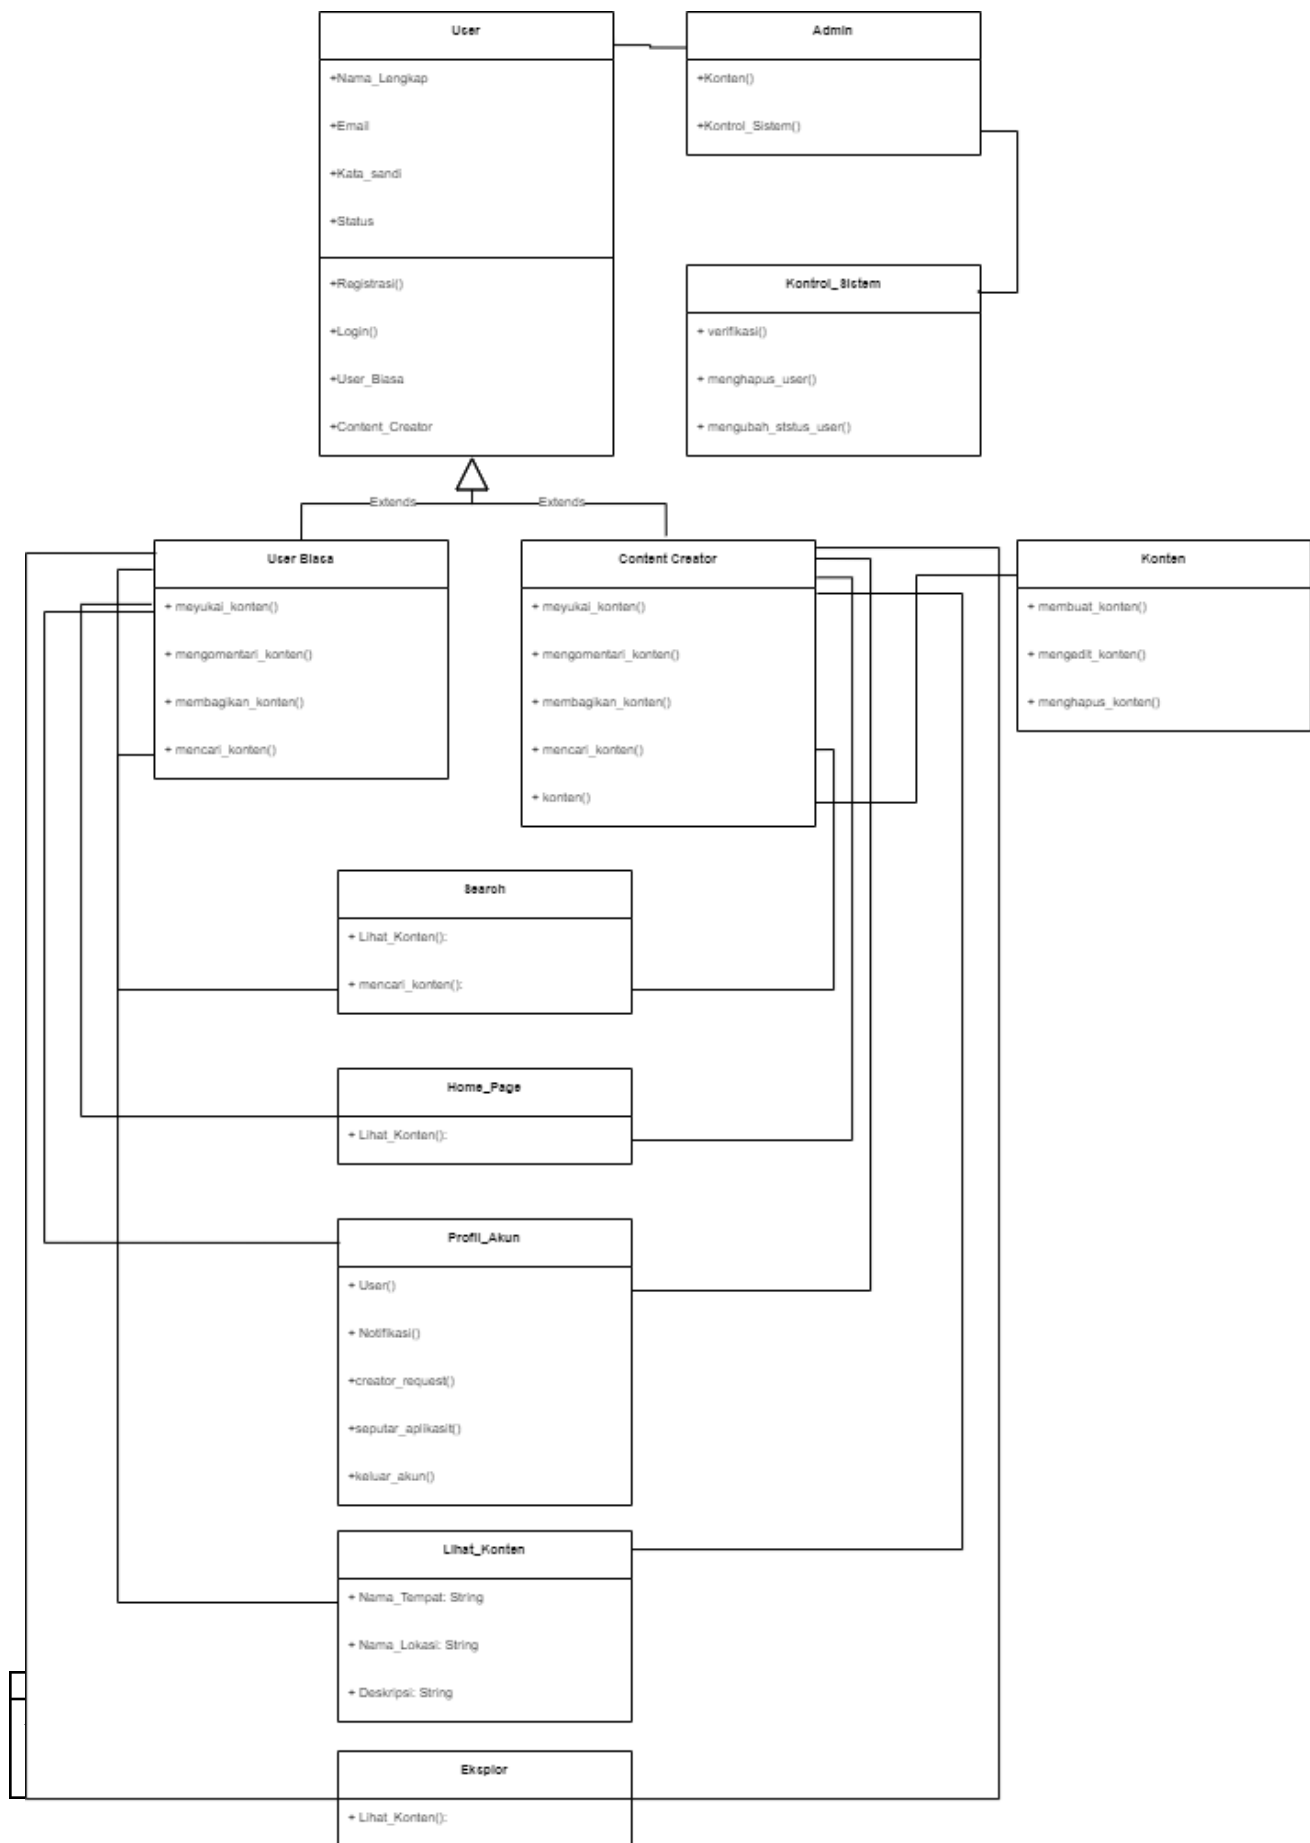 User
+Nama_Lengkap
+Email
+Kata_sandi
+Status
+Registrasi()
+Login()
+User_Biasa
+Content_Creator
Admin
+Konten()
+Kontrol_Sistem()
Kontrol_Sistem
+ verifikasi()
+ menghapus_user()
+ mengubah_ststus_user()
Extends
Extends
User Biasa
+ meyukai_konten()
+ mengomentari_konten()
+ membagikan_konten()
+ mencari_konten()
Content Creator
+ meyukai_konten()
+ mengomentari_konten()
+ membagikan_konten()
+ mencari_konten()
+ konten()
Konten
+ membuat_konten()
+ mengedit_konten()
+ menghapus_konten()
Search
+ Lihat_Konten():
+ mencari_konten():
Home_Page
+ Lihat_Konten():
Profil_Akun
+ User()
+ Notifikasi()
+creator_request()
+seputar_aplikasit()
+keluar_akun()
Lihat_Konten
+ Nama_Tempat: String
+ Nama_Lokasi: String
+ Deskripsi: String
Eksplor
+ Lihat_Konten():